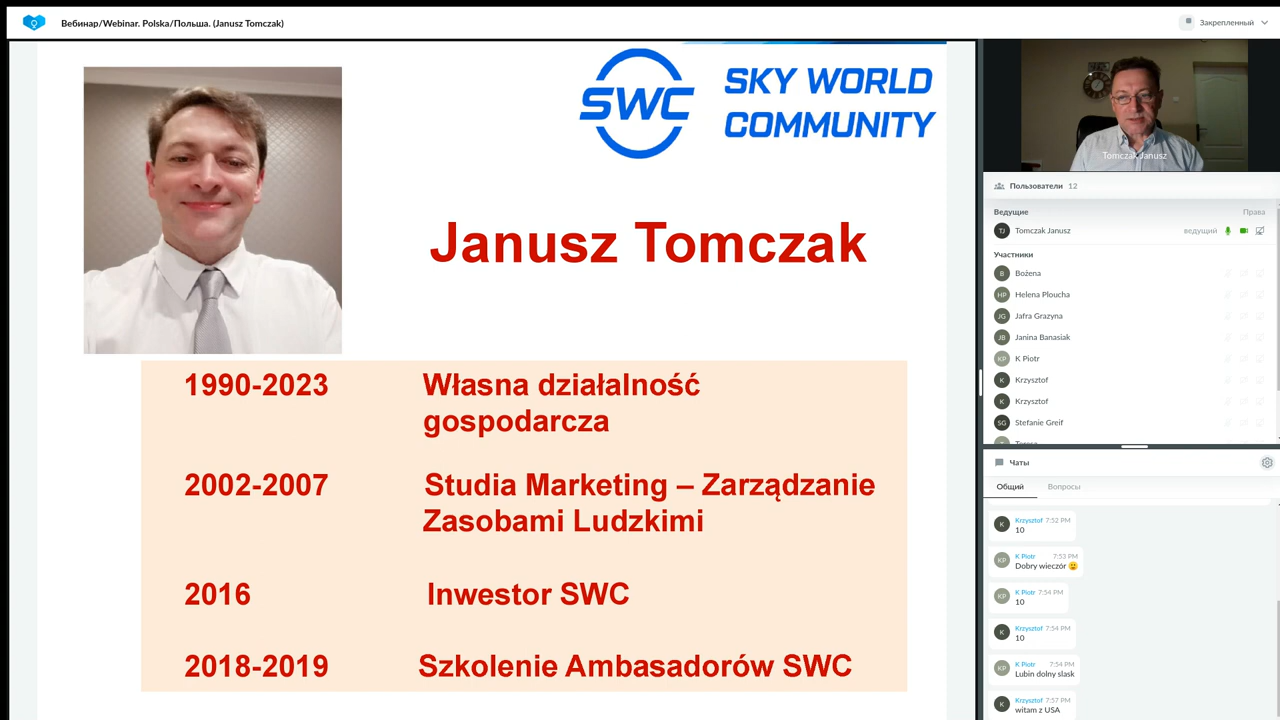 Вебинар/Webinar. Polska/Польша. (Janusz Tomczak)
Закрепленный
SWC
SKY WORLD
COMMUNITY
Janusz Tomczak
1990-2023 Własna działalność
gospodarcza
2002-2007 Studia Marketing – Zarządzanie
Zasobami Ludzkimi
2016 Inwestor SWC
2018-2019 Szkolenie Ambasadorów SWC
Tomczak Janusz
Пользователи 12
Ведущие Права
TJ Tomczak Janusz ведущий
Участники
B Bożena
HP Helena Ploucha
JG Jafra Grazyna
JB Janina Banasiak
KP K Piotr
K Krzysztof
K Krzysztof
SG Stefanie Greif
Чаты
Общий Вопросы
K Krzysztof 7:52 PM
10
KP K Piotr 7:53 PM
Dobry wieczór 🙂
KP K Piotr 7:54 PM
10
K Krzysztof 7:54 PM
10
KP K Piotr 7:54 PM
Lubin dolny slask
K Krzysztof 7:57 PM
witam z USA